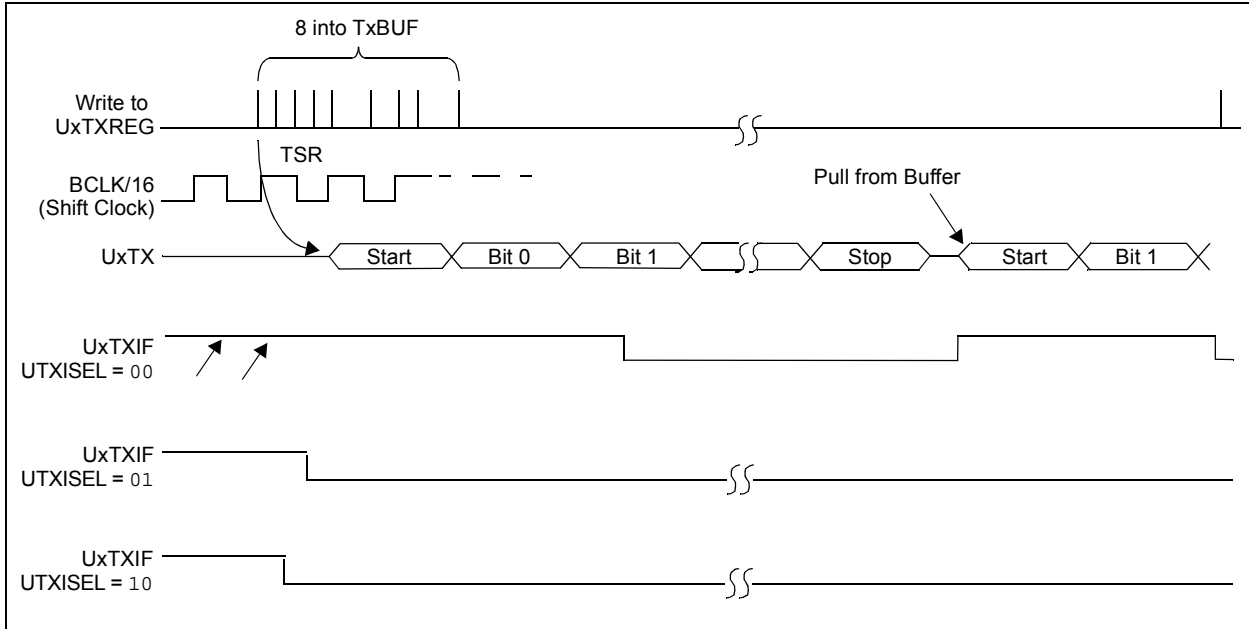 8 into TxBUF
Write to
UxTXREG
TSR
BCLK/16
(Shift Clock)
Pull from Buffer
UxTX
Start
Bit 0
Bit 1
Stop
Start
Bit 1
UxTXIF
UTXISEL = 00
UxTXIF
UTXISEL = 01
UxTXIF
UTXISEL = 10